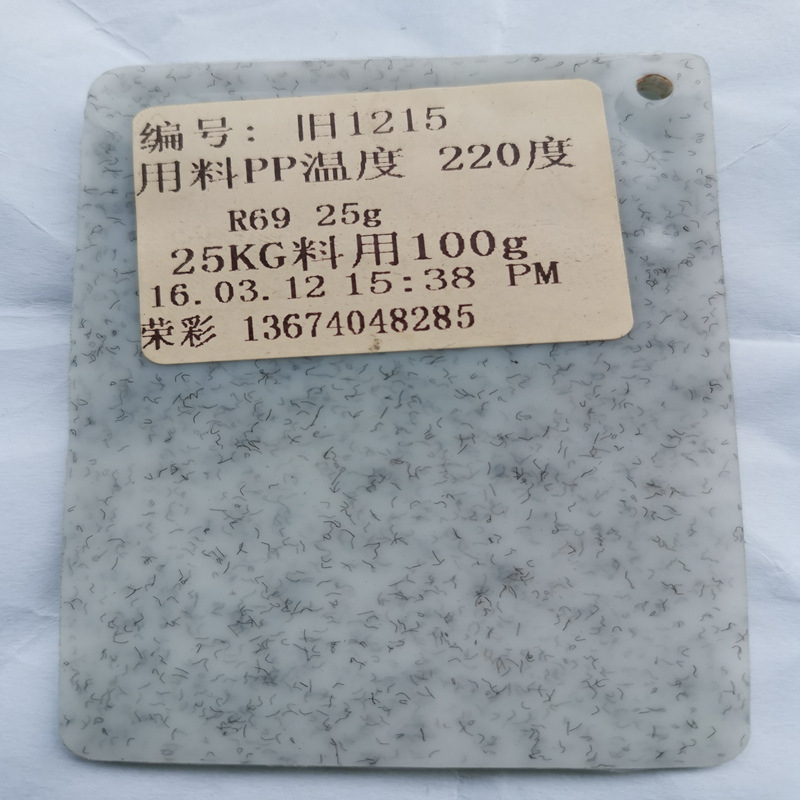 编号: 旧1215
用料PP温度 220度
R69 25g
25KG料用100g
16.03.12 15:38 PM
荣彩 13674048285